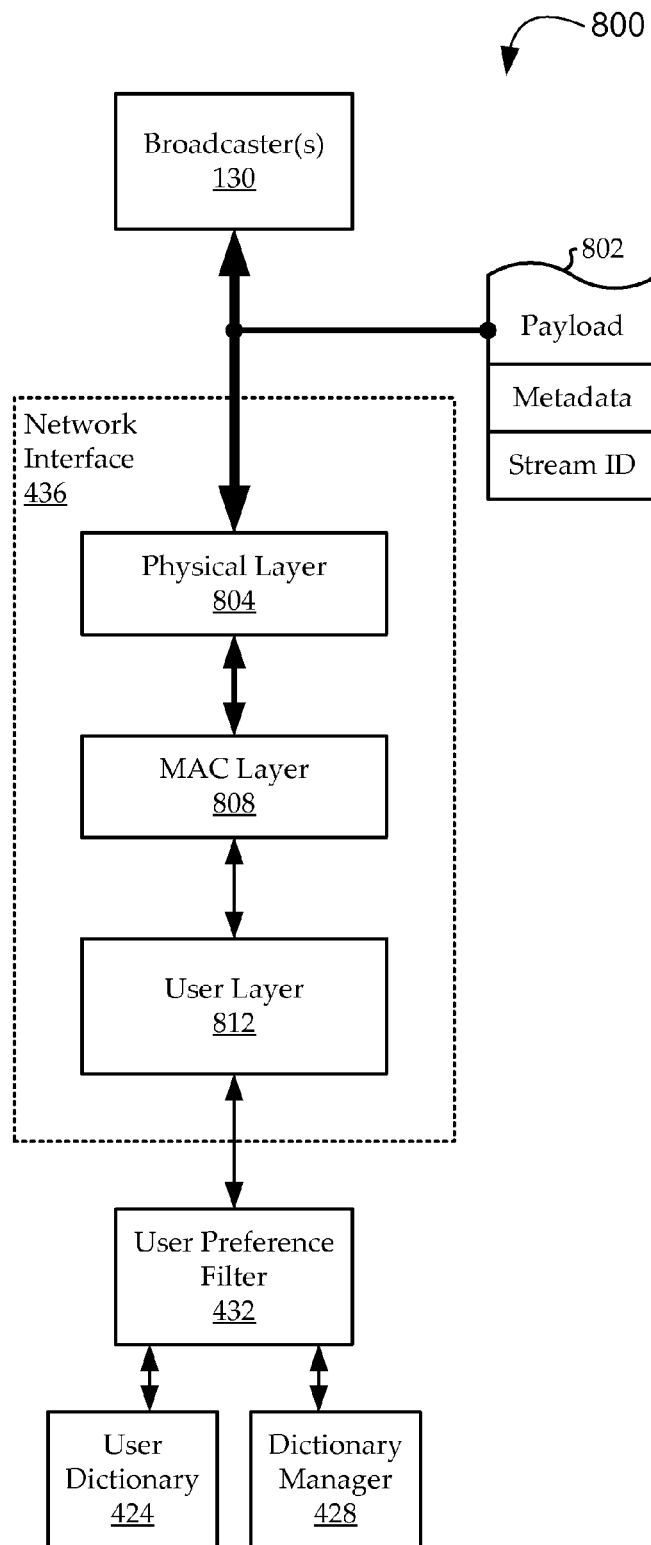 800
Broadcaster(s)
130
802
Payload
Metadata
Stream ID
Network
Interface
436
Physical Layer
804
MAC Layer
808
User Layer
812
User Preference
Filter
432
User
Dictionary
424
Dictionary
Manager
428